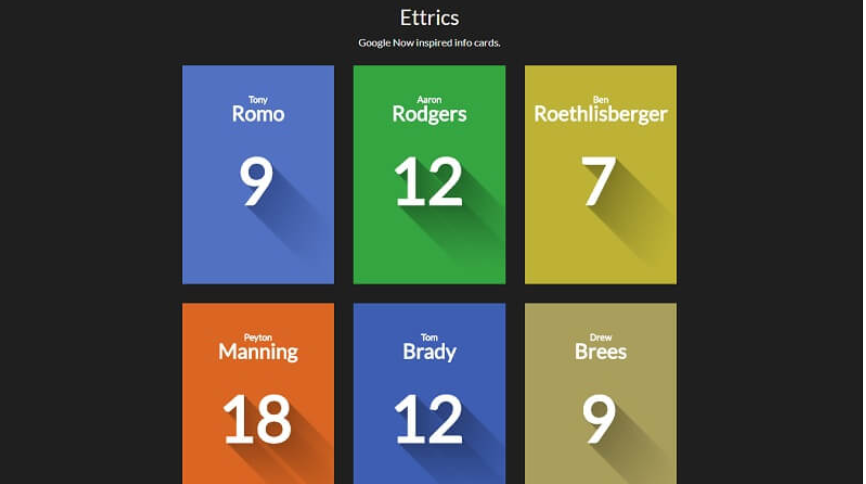 Ettrics
Google Now inspired info cards.
Tony
Romo
9
Aaron
Rodgers
12
Ben
Roethlisberger
7
Peyton
Manning
18
Tom
Brady
12
Drew
Brees
9